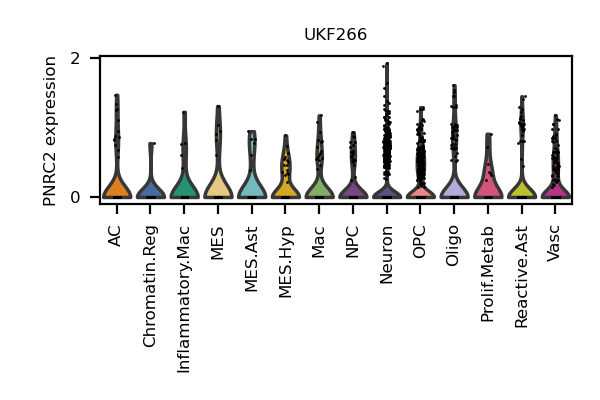 UKF266
PNRC2 expression
2
0
AC
Chromatin.Reg
Inflammatory.Mac
MES
MES.Ast
MES.Hyp
Mac
NPC
Neuron
OPC
Oligo
Prolif.Metab
Reactive.Ast
Vasc